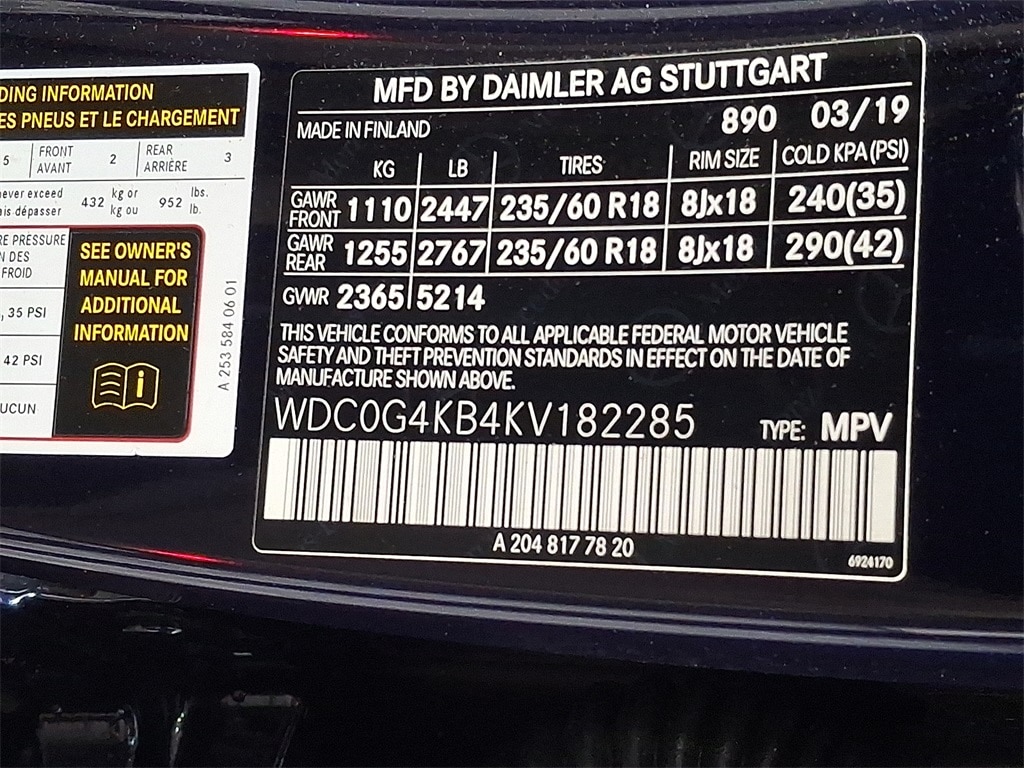 DING INFORMATION
ES PNEUS ET LE CHARGEMENT
5 FRONT AVANT 2 REAR ARRIÈRE 3
never exceed
ais dépasser 432 kg or kg ou 952 lbs. lb.
RE PRESSURE
N DES
FROID
, 35 PSI
42 PSI
UCUN
SEE OWNER'S
MANUAL FOR
ADDITIONAL
INFORMATION
i
A 253 584 06 01
MFD BY DAIMLER AG STUTTGART
MADE IN FINLAND 890 03/19
KG LB TIRES RIM SIZE COLD KPA (PSI)
GAWR FRONT 1110 2447 235/60 R18 8Jx18 240(35)
GAWR REAR 1255 2767 235/60 R18 8Jx18 290(42)
GVWR 2365 5214
THIS VEHICLE CONFORMS TO ALL APPLICABLE FEDERAL MOTOR VEHICLE
SAFETY AND THEFT PREVENTION STANDARDS IN EFFECT ON THE DATE OF
MANUFACTURE SHOWN ABOVE.
WDC0G4KB4KV182285 TYPE: MPV
A 204 817 78 20
6924170